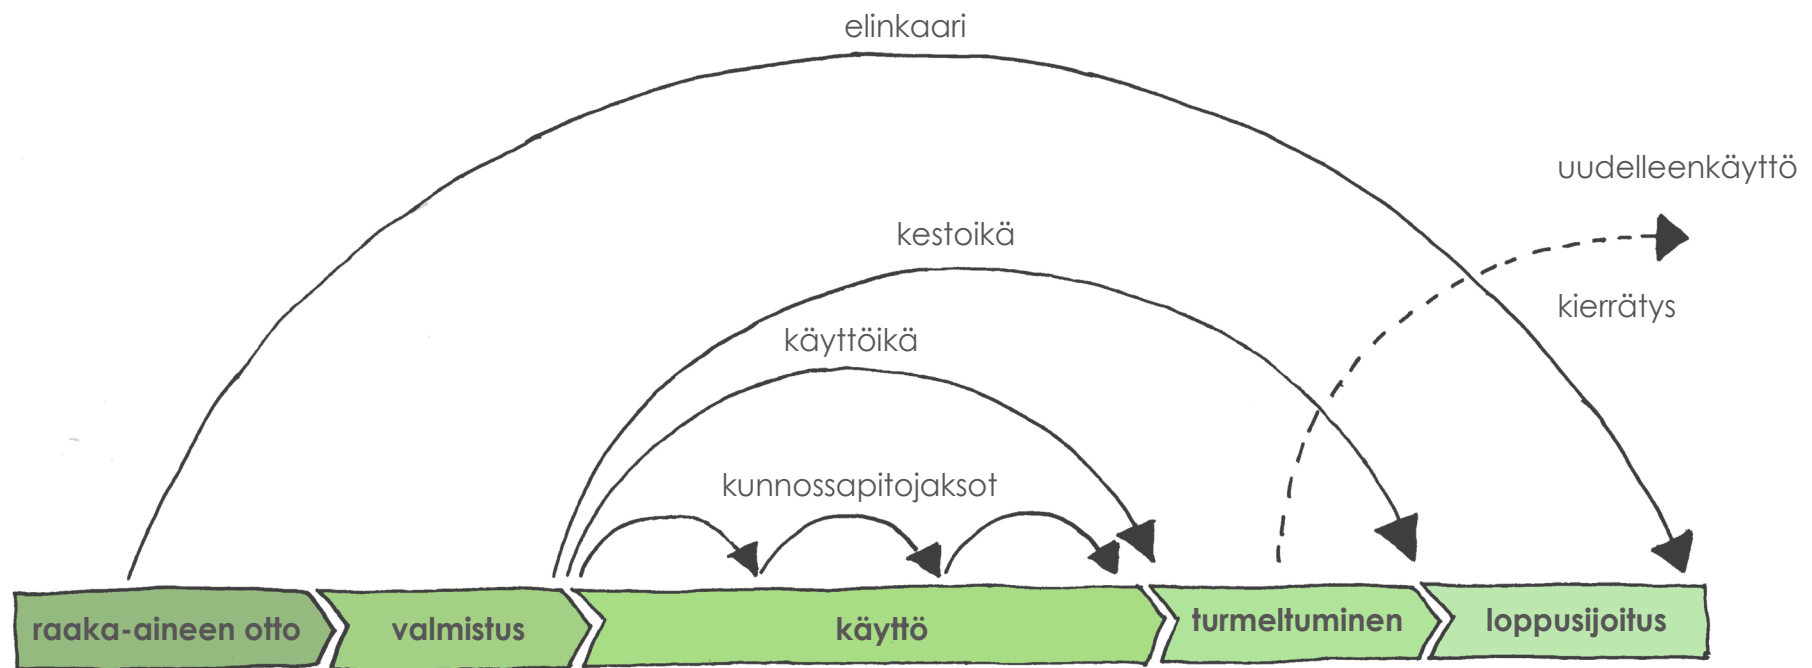 elinkaari
uudelleenkäyttö
kestoikä
kierrätys
käyttöikä
kunnossapitojaksot
raaka-aineen otto
valmistus
käyttö
turmeltuminen
loppusijoitus